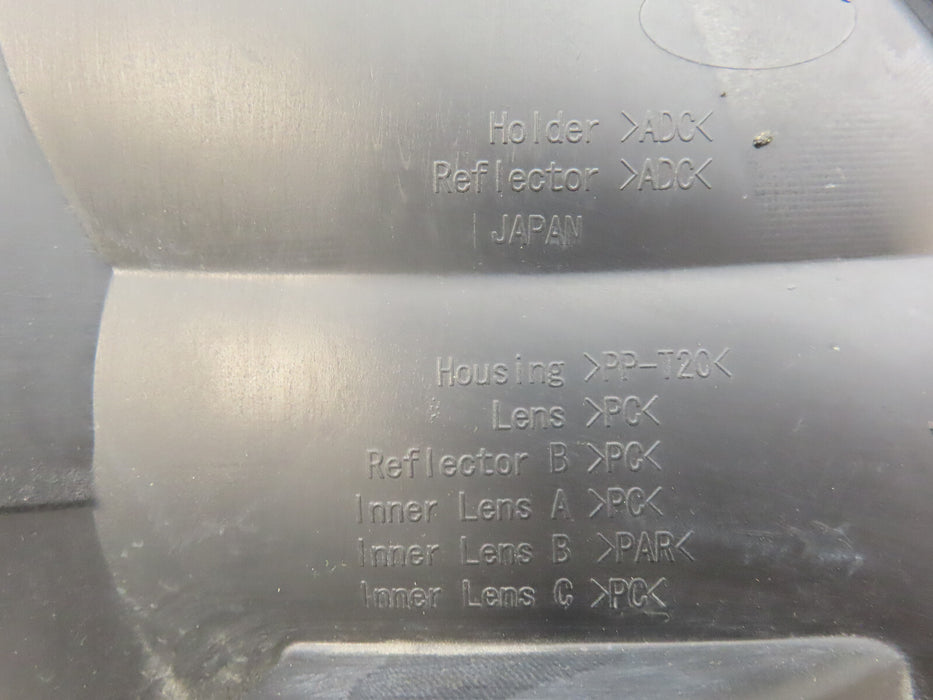 Holder >ADC<
Reflector >ADC<
JAPAN
Housing >PP-T20<
Lens >PC<
Reflector B >PC<
Inner Lens A >PC<
Inner Lens B >PAR<
Inner Lens C >PC<